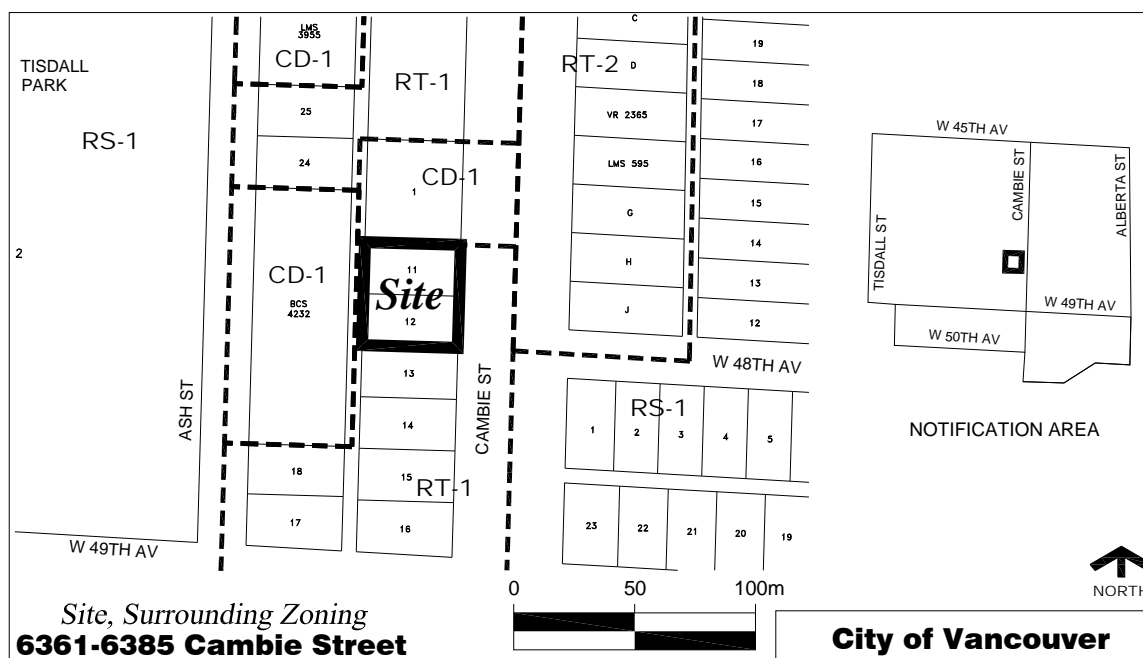 LMS
3955
CD-1
TISDALL
PARK
RS-1
RT-1
RT-2
C
D
VR 2365
LMS 595
G
H
J
19
18
17
16
15
14
13
12
25
24
1
CD-1
2
CD-1
BCS
4232
11
Site
12
13
14
15
RT-1
16
18
17
ASH ST
CAMBIE ST
W 48TH AV
RS-1
1
2
3
4
5
23
22
21
20
19
W 49TH AV
W 45TH AV
TISDALL ST
CAMBIE ST
ALBERTA ST
W 49TH AV
W 50TH AV
NOTIFICATION AREA
NORTH
0
50
100m
Site, Surrounding Zoning
6361-6385 Cambie Street
City of Vancouver